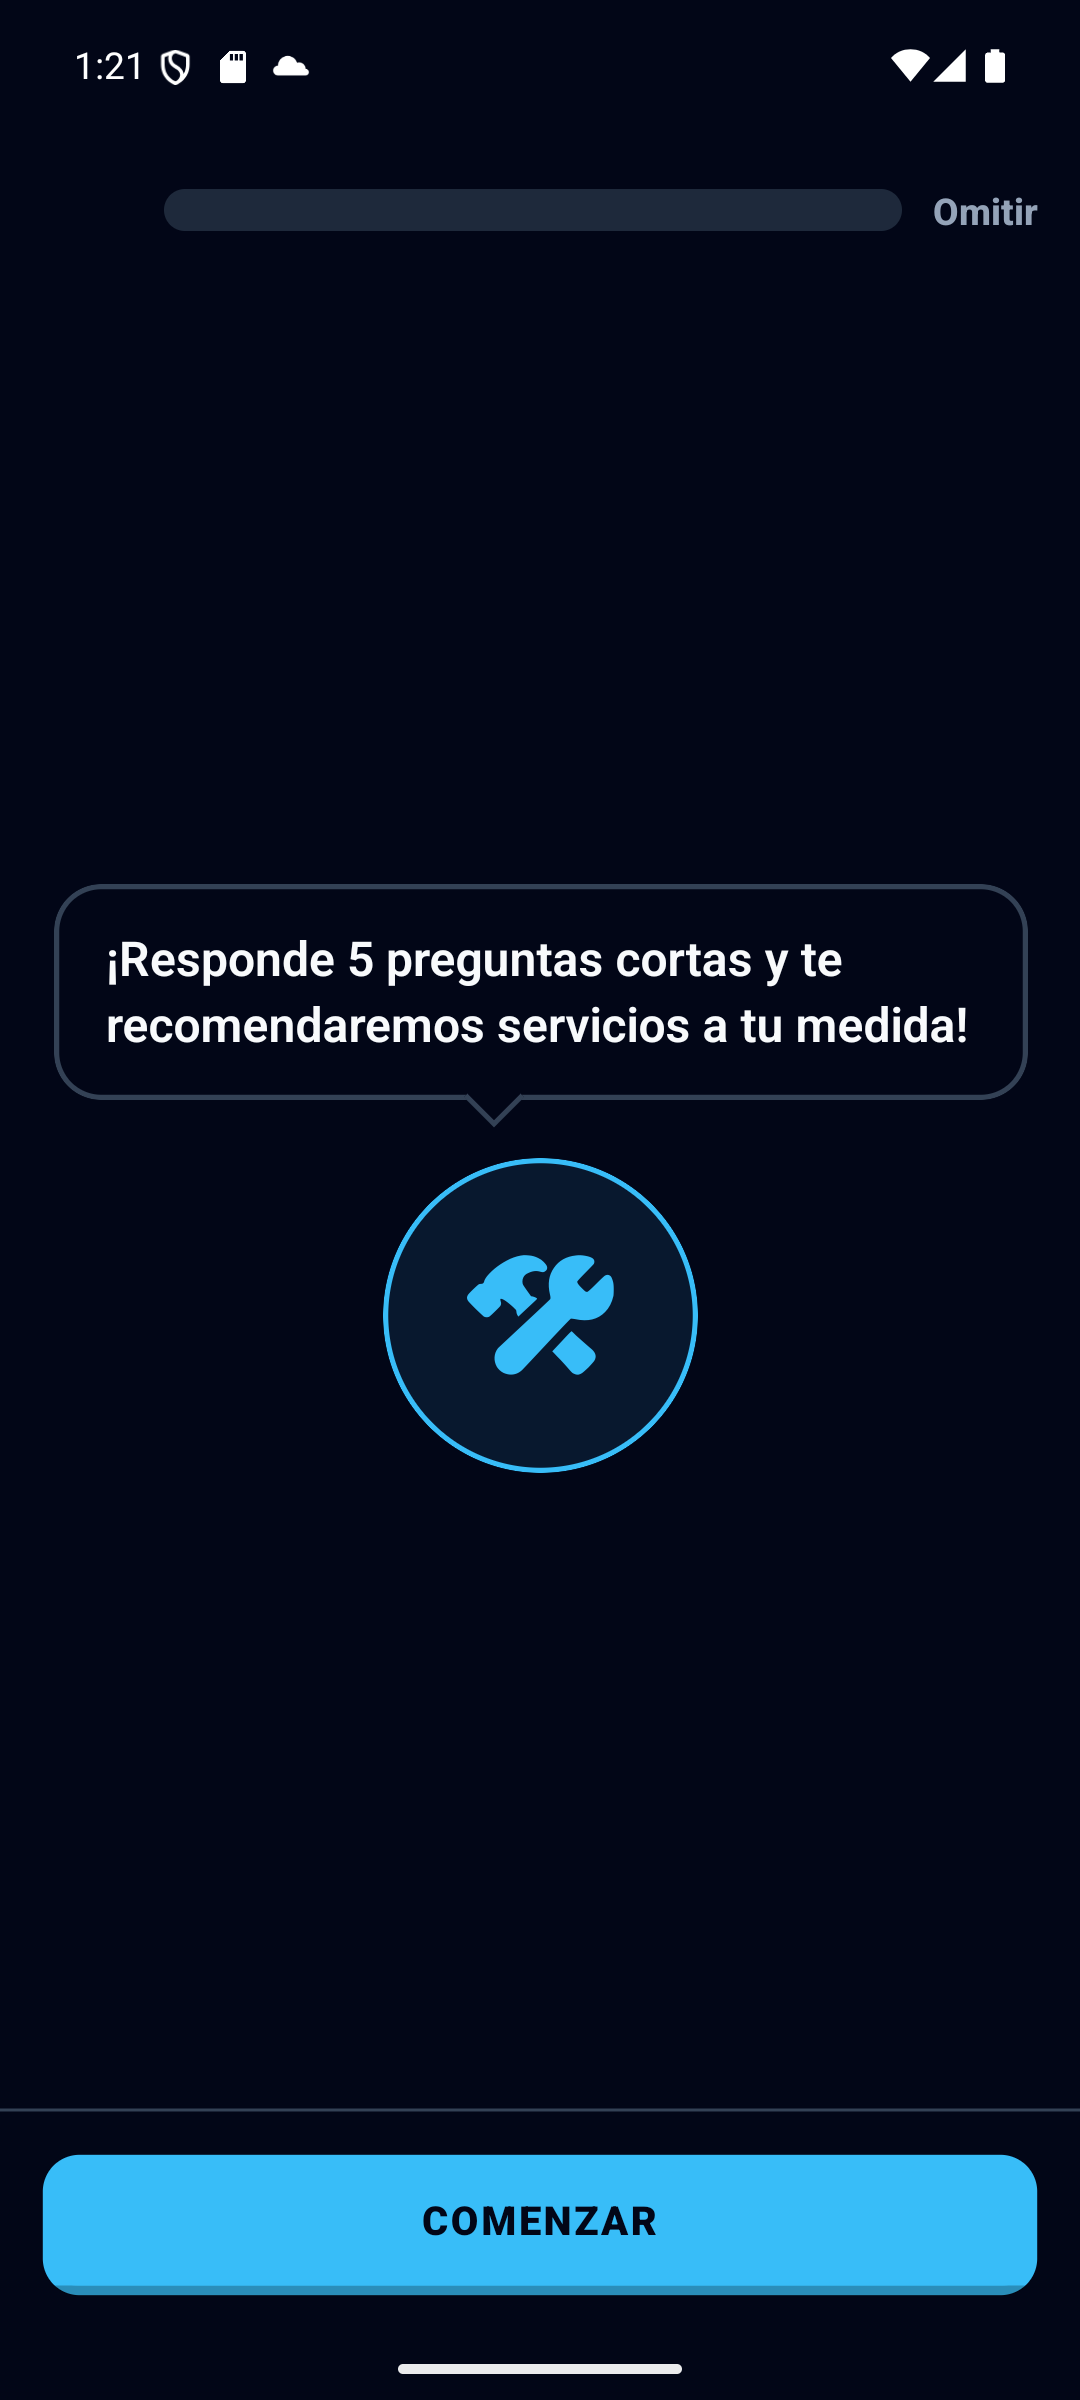 1:21
Omitir
¡Responde 5 preguntas cortas y te
recomendaremos servicios a tu medida!
COMENZAR